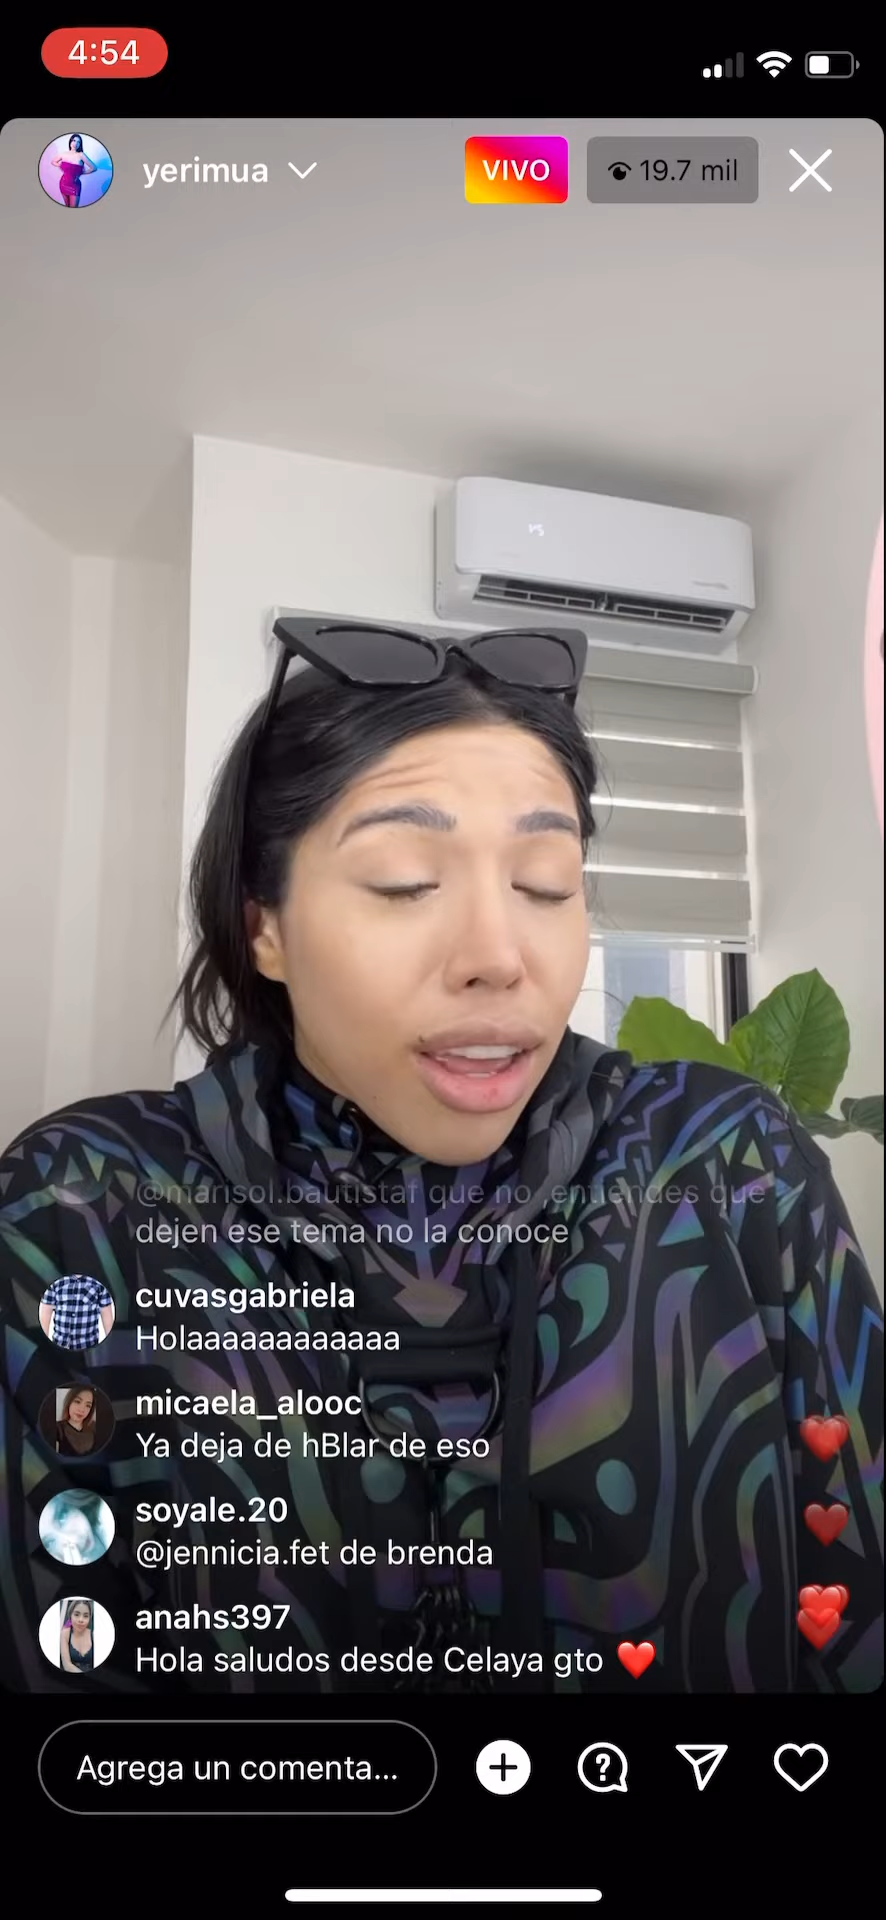 4:54
yerimua
VIVO
19.7 mil
@marisol.bautistaf que no ,entiendes que
dejen ese tema no la conoce
cuvasgabriela
Holaaaaaaaaaaaa
micaela_alooc
Ya deja de hBlar de eso
soyale.20
@jennicia.fet de brenda
anahs397
Hola saludos desde Celaya gto ❤️
Agrega un comenta...